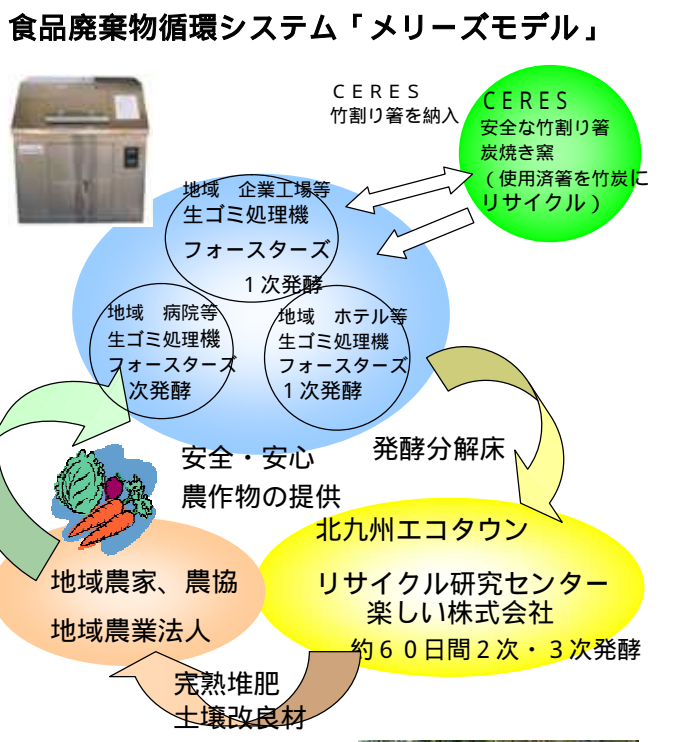 食品廃棄物循環システム「メリーズモデル」
ＣＥＲＥＳ
竹割り箸を納入
ＣＥＲＥＳ
安全な竹割り箸
炭焼き窯
（使用済箸を竹炭に
リサイクル）
地域　企業工場等
生ゴミ処理機
フォースターズ
１次発酵
地域　病院等
生ゴミ処理機
フォースターズ
次発酵
地域　ホテル等
生ゴミ処理機
フォースターズ
１次発酵
安全・安心
農作物の提供
発酵分解床
北九州エコタウン
リサイクル研究センター
楽しい株式会社
約６０日間２次・３次発酵
地域農家、農協
地域農業法人
完熟堆肥
土壌改良材